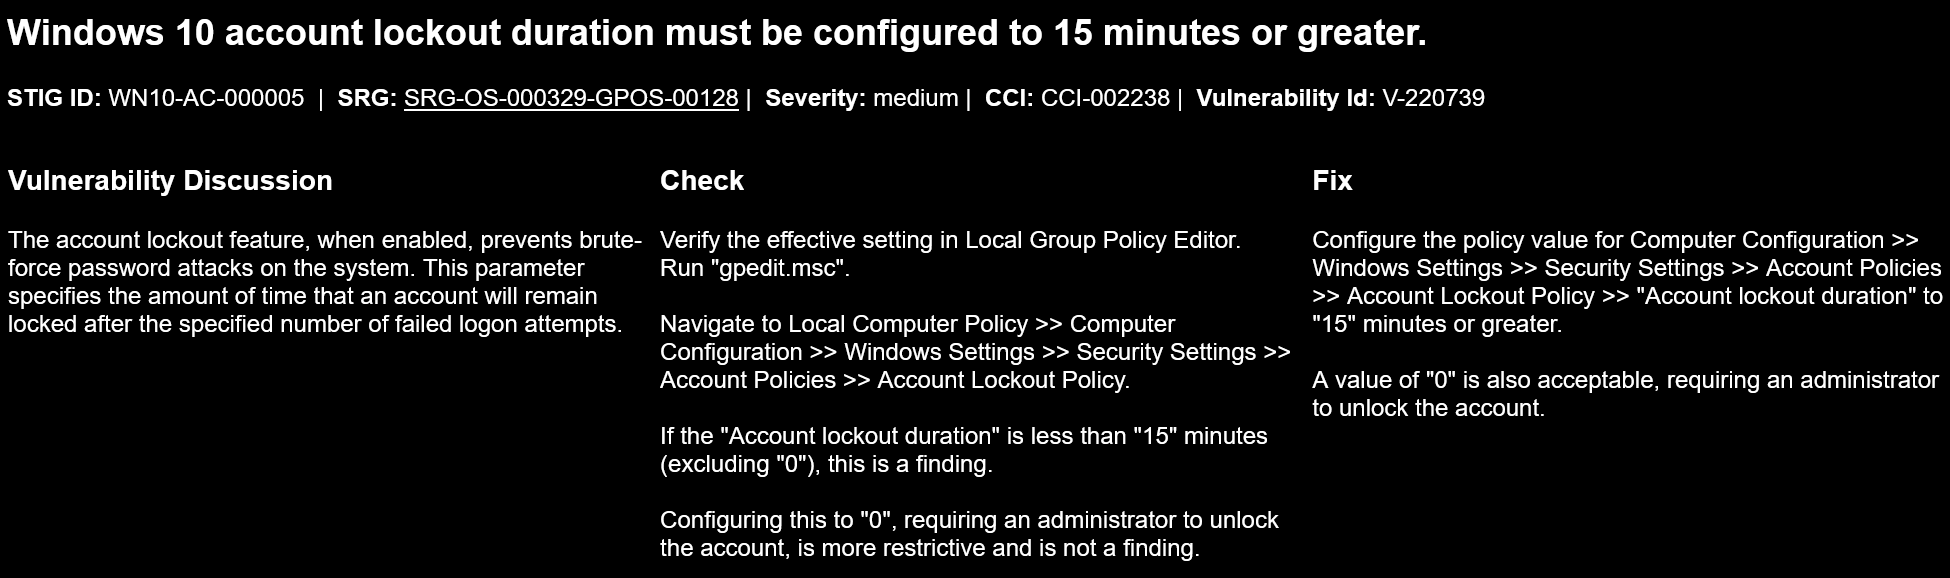 Windows 10 account lockout duration must be configured to 15 minutes or greater.
STIG ID: WN10-AC-000005 | SRG: SRG-OS-000329-GPOS-00128 | Severity: medium | CCI: CCI-002238 | Vulnerability Id: V-220739
Vulnerability Discussion
The account lockout feature, when enabled, prevents brute-
force password attacks on the system. This parameter
specifies the amount of time that an account will remain
locked after the specified number of failed logon attempts.
Check
Verify the effective setting in Local Group Policy Editor.
Run "gpedit.msc".
Navigate to Local Computer Policy >> Computer
Configuration >> Windows Settings >> Security Settings >>
Account Policies >> Account Lockout Policy.
If the "Account lockout duration" is less than "15" minutes
(excluding "0"), this is a finding.
Configuring this to "0", requiring an administrator to unlock
the account, is more restrictive and is not a finding.
Fix
Configure the policy value for Computer Configuration >>
Windows Settings >> Security Settings >> Account Policies
>> Account Lockout Policy >> "Account lockout duration" to
"15" minutes or greater.
A value of "0" is also acceptable, requiring an administrator
to unlock the account.